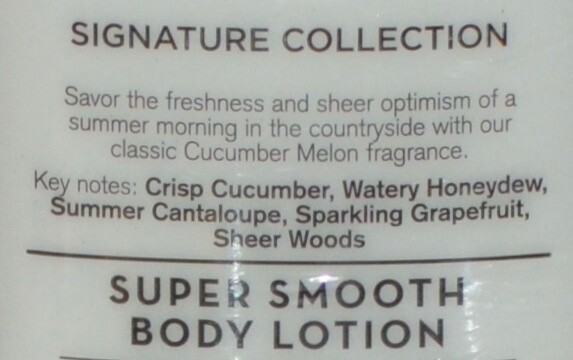 SIGNATURE COLLECTION
Savor the freshness and sheer optimism of a
summer morning in the countryside with our
classic Cucumber Melon fragrance.
Key notes: Crisp Cucumber, Watery Honeydew,
Summer Cantaloupe, Sparkling Grapefruit,
Sheer Woods
SUPER SMOOTH
BODY LOTION